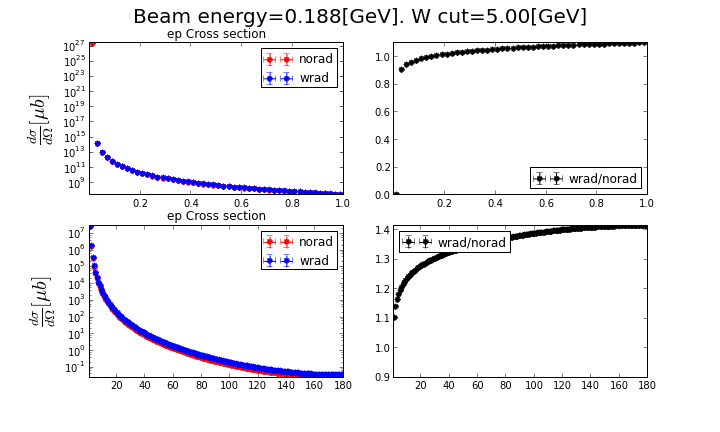 Beam energy=0.188[GeV]. W cut=5.00[GeV]
ep Cross section
dσ/dΩ [μb]
10^27
10^25
10^23
10^21
10^19
10^17
10^15
10^13
10^11
10^9
norad
wrad
0.2 0.4 0.6 0.8 1.0
1.0
0.8
0.6
0.4
0.2
0.0
wrad/norad
0.2 0.4 0.6 0.8 1.0
ep Cross section
dσ/dΩ [μb]
10^7
10^6
10^5
10^4
10^3
10^2
10^1
10^0
10^-1
norad
wrad
20 40 60 80 100 120 140 160 180
1.4
1.3
1.2
1.1
1.0
0.9
wrad/norad
20 40 60 80 100 120 140 160 180